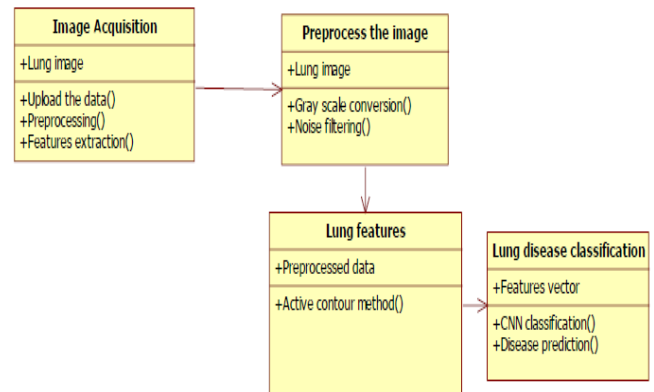 Image Acquisition
+Lung image
+Upload the data()
+Preprocessing()
+Features extraction()
Preprocess the image
+Lung image
+Gray scale conversion()
+Noise filtering()
Lung features
+Preprocessed data
+Active contour method()
Lung disease classification
+Features vector
+CNN classification()
+Disease prediction()